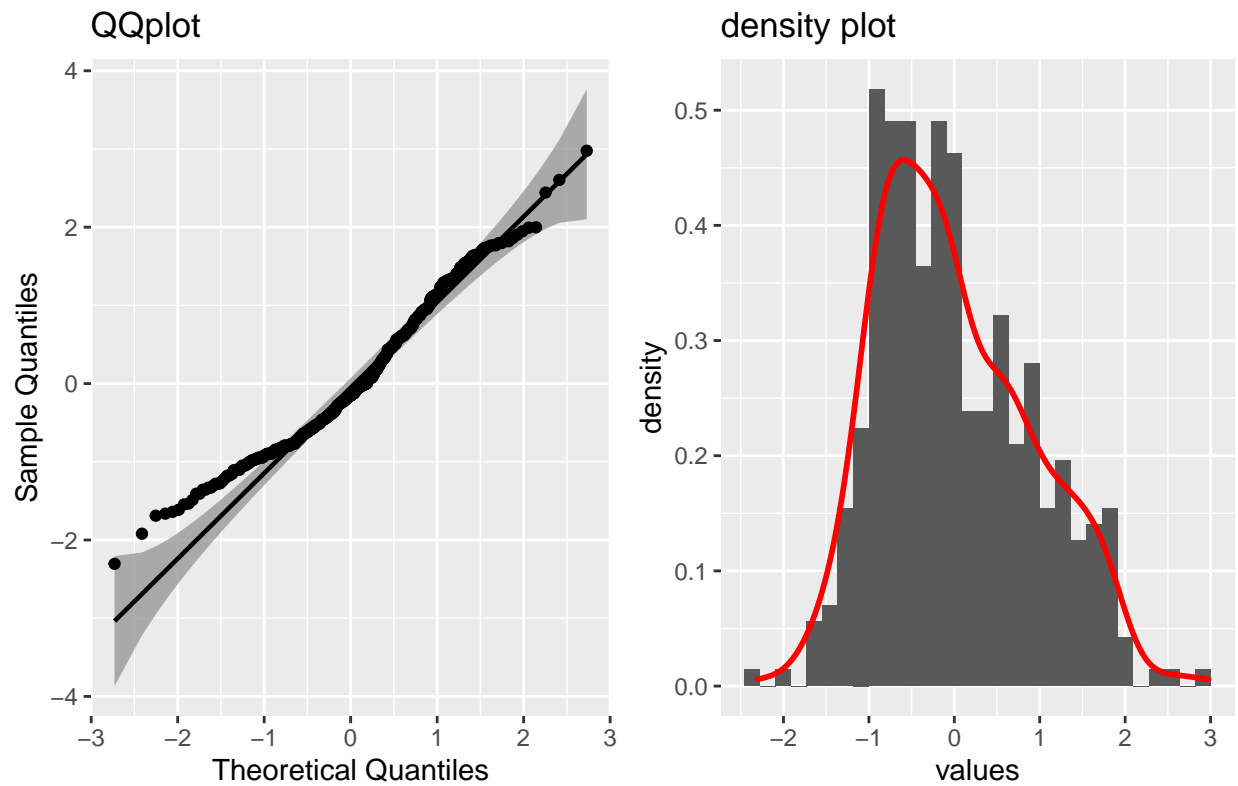 QQplot
4
2
0
−2
−4
Sample Quantiles
−3 −2 −1 0 1 2 3
Theoretical Quantiles
density plot
0.5
0.4
0.3
0.2
0.1
0.0
density
−2 −1 0 1 2 3
values